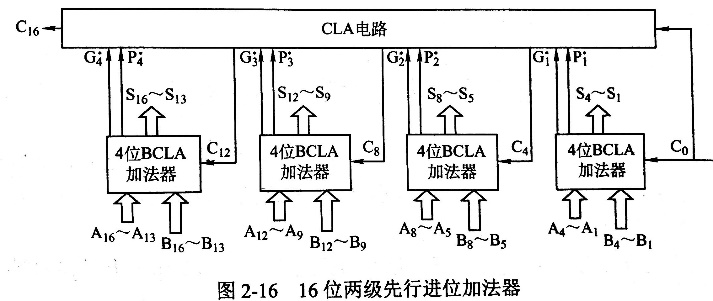 C₁₆ CLA电路
G₄* P₄* G₃* P₃* G₂* P₂* G₁* P₁*
S₁₆～S₁₃ S₁₂～S₉ S₈～S₅ S₄～S₁
4位BCLA加法器 C₁₂ 4位BCLA加法器 C₈ 4位BCLA加法器 C₄ 4位BCLA加法器 C₀
A₁₆～A₁₃ B₁₆～B₁₃ A₁₂～A₉ B₁₂～B₉ A₈～A₅ B₈～B₅ A₄～A₁ B₄～B₁
图 2-16 16 位两级先行进位加法器